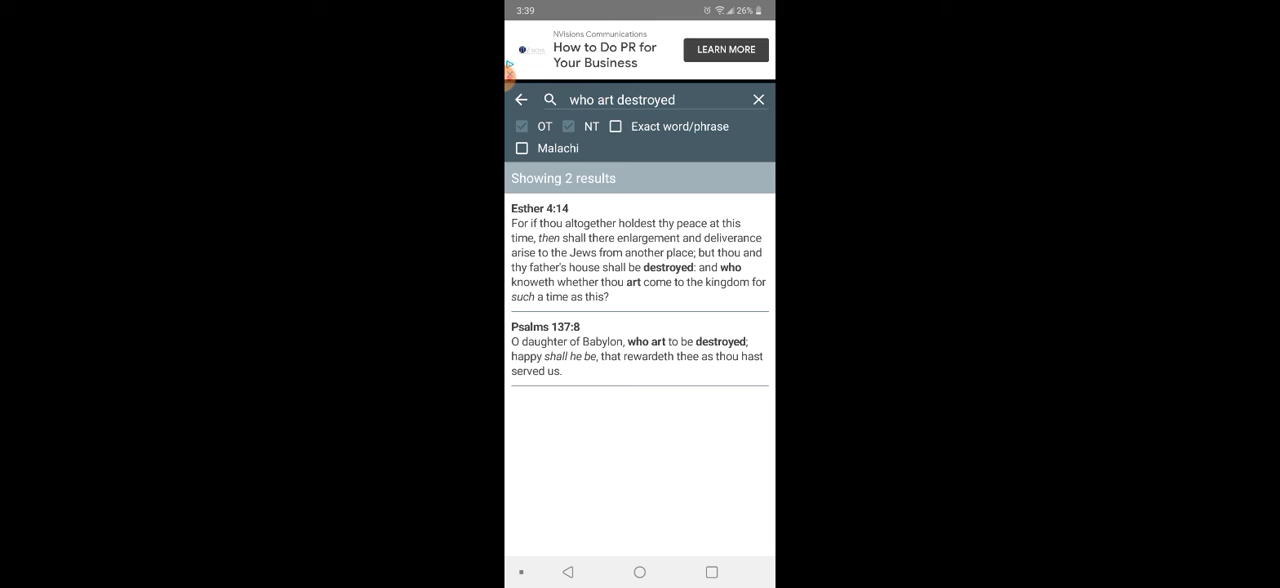 3:39
26%
NVisions Communications
How to Do PR for
Your Business
LEARN MORE
who art destroyed
OT NT Exact word/phrase
Malachi
Showing 2 results
Esther 4:14
For if thou altogether holdest thy peace at this
time, then shall there enlargement and deliverance
arise to the Jews from another place; but thou and
thy father's house shall be destroyed: and who
knoweth whether thou art come to the kingdom for
such a time as this?
Psalms 137:8
O daughter of Babylon, who art to be destroyed;
happy shall he be, that rewardeth thee as thou hast
served us.